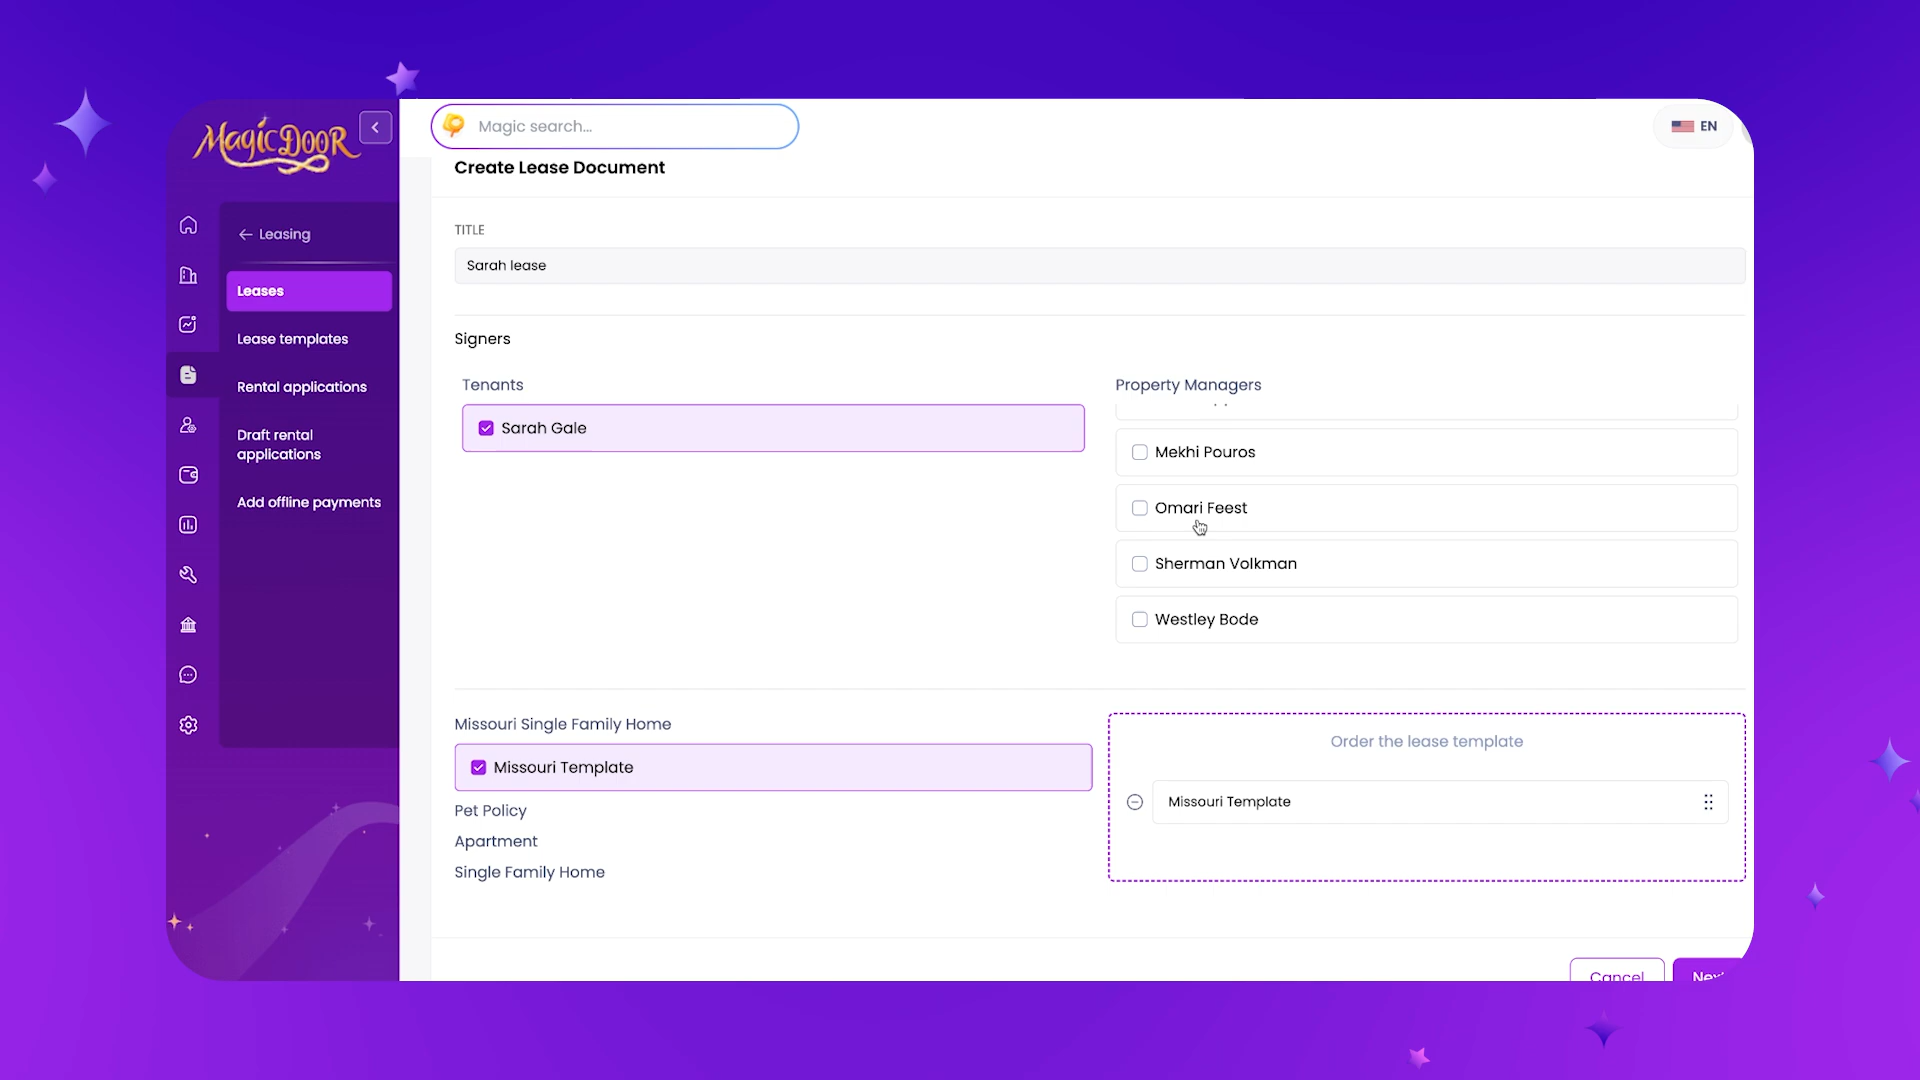 MagicDOOR
Magic search...
EN
Create Lease Document
Leasing
Leases
Lease templates
Rental applications
Draft rental
applications
Add offline payments
TITLE
Sarah lease
Signers
Tenants
Sarah Gale
Property Managers
Mekhi Pouros
Omari Feest
Sherman Volkman
Westley Bode
Missouri Single Family Home
Missouri Template
Pet Policy
Apartment
Single Family Home
Order the lease template
Missouri Template
Cancel
Next